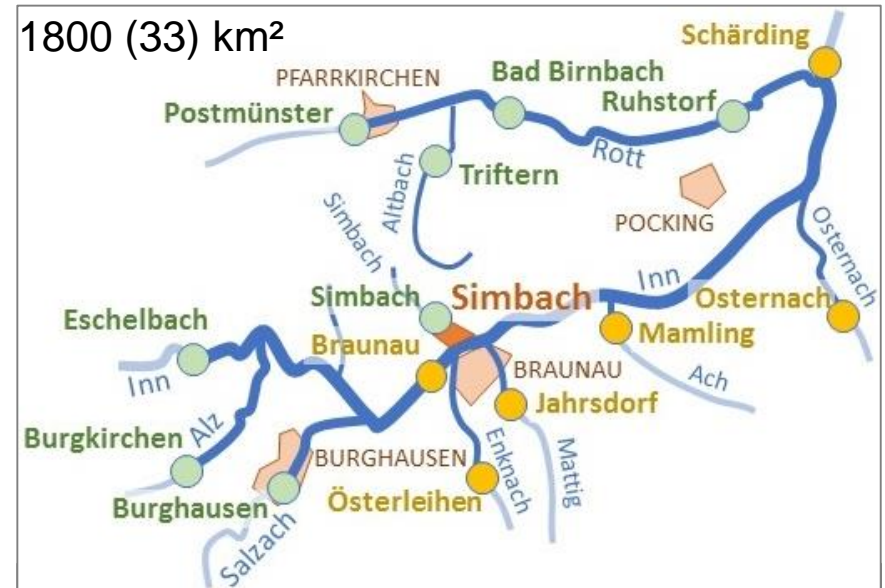 1800 (33) km²
Schärding
PFARRKIRCHEN
Bad Birnbach
Postmünster
Ruhstorf
Rott
Altbach
Triftern
Simbach
POCKING
Osternach
Inn
Simbach
Simbach
Osternach
Eschelbach
Braunau
Mamling
Inn
BRAUNAU
Ach
Jahrsdorf
Burgkirchen
Alz
BURGHAUSEN
Enknach
Mattig
Burghausen
Österleihen
Salzach